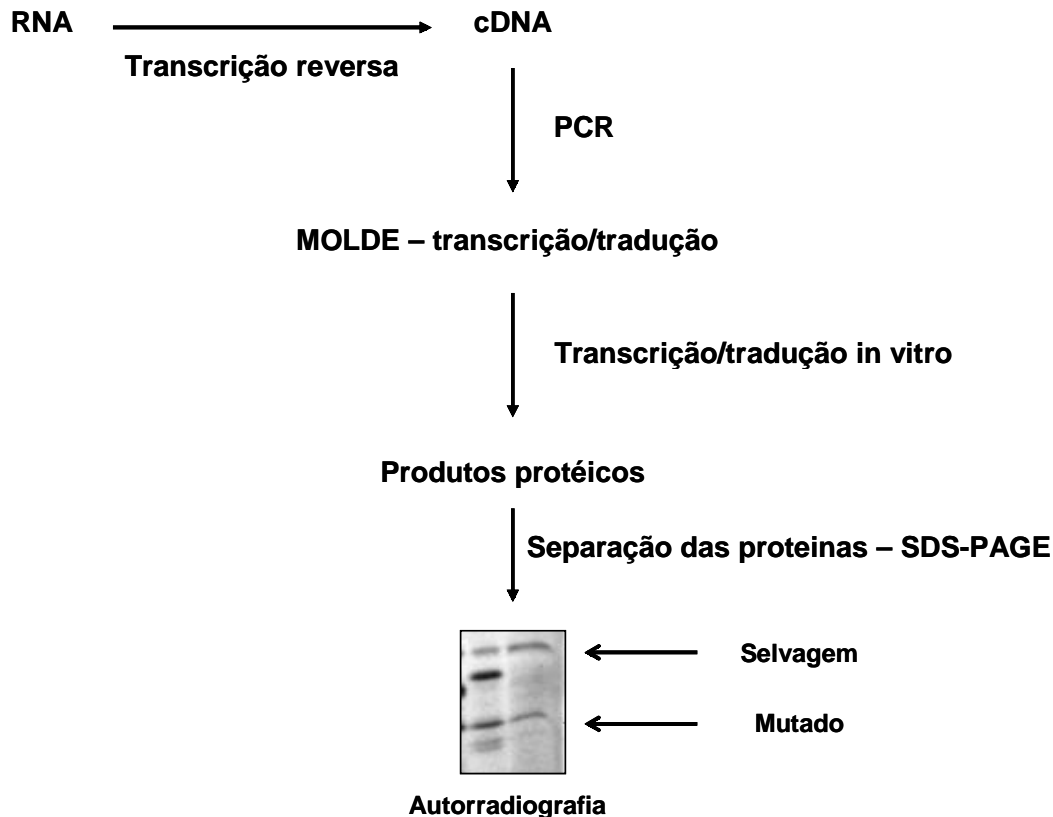 RNA
cDNA
Transcrição reversa
PCR
MOLDE – transcrição/tradução
Transcrição/tradução in vitro
Produtos protéicos
Separação das proteinas – SDS-PAGE
Selvagem
Mutado
Autorradiografia